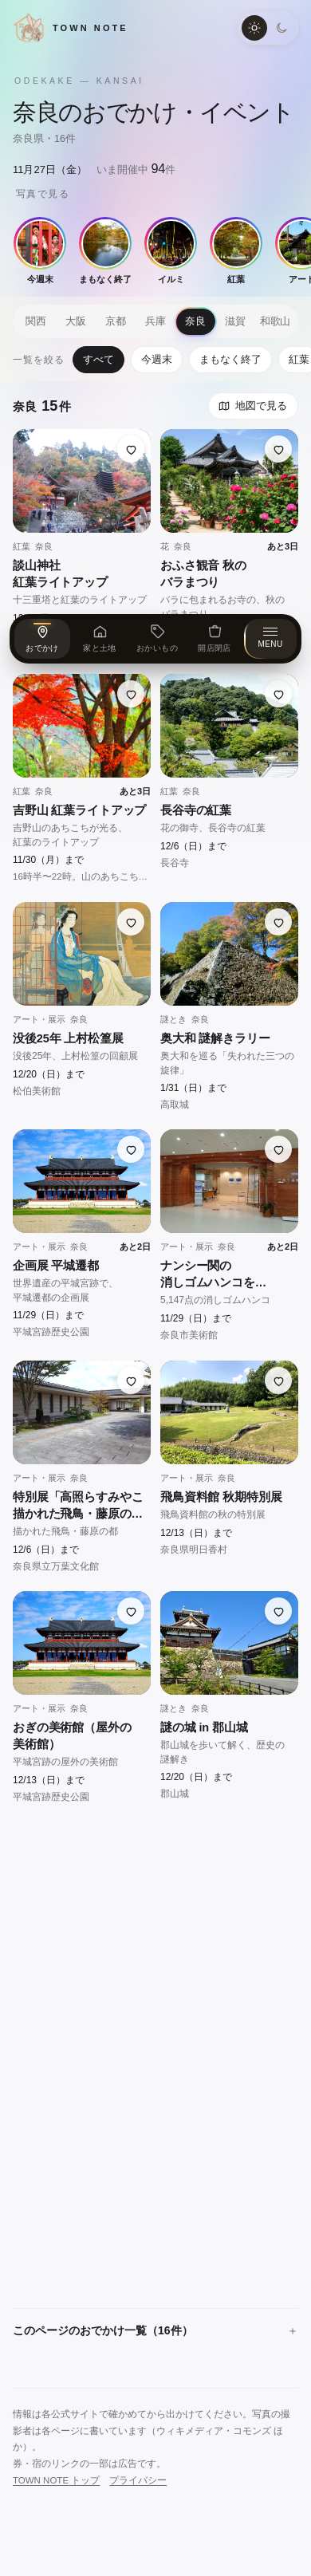 TOWN NOTE
ODEKAKE — KANSAI
奈良のおでかけ・イベント
奈良県・16件
11月27日（金） いま開催中 94件
写真で見る
今週末 まもなく終了 イルミ 紅葉 アート
関西 大阪 京都 兵庫 奈良 滋賀 和歌山
一覧を絞る すべて 今週末 まもなく終了 紅葉
奈良 15件 地図で見る
紅葉 奈良
談山神社
紅葉ライトアップ
十三重塔と紅葉のライトアップ
花 奈良 あと3日
おふさ観音 秋の
バラまつり
バラに包まれるお寺の、秋の
おでかけ 家と土地 おかいもの 開店閉店 MENU
紅葉 奈良 あと3日
吉野山 紅葉ライトアップ
吉野山のあちこちが光る、
紅葉のライトアップ
11/30（月）まで
16時半〜22時。山のあちこち…
紅葉 奈良
長谷寺の紅葉
花の御寺、長谷寺の紅葉
12/6（日）まで
長谷寺
アート・展示 奈良
没後25年 上村松篁展
没後25年、上村松篁の回顧展
12/20（日）まで
松伯美術館
謎とき 奈良
奥大和 謎解きラリー
奥大和を巡る「失われた三つの
旋律」
1/31（日）まで
高取城
アート・展示 奈良 あと2日
企画展 平城遷都
世界遺産の平城宮跡で、
平城遷都の企画展
11/29（日）まで
平城宮跡歴史公園
アート・展示 奈良 あと2日
ナンシー関の
消しゴムハンコを…
5,147点の消しゴムハンコ
11/29（日）まで
奈良市美術館
アート・展示 奈良
特別展「高照らすみやこ
描かれた飛鳥・藤原の…
描かれた飛鳥・藤原の都
12/6（日）まで
奈良県立万葉文化館
アート・展示 奈良
飛鳥資料館 秋期特別展
飛鳥資料館の秋の特別展
12/13（日）まで
奈良県明日香村
アート・展示 奈良
おぎの美術館（屋外の
美術館）
平城宮跡の屋外の美術館
12/13（日）まで
平城宮跡歴史公園
謎とき 奈良
謎の城 in 郡山城
郡山城を歩いて解く、歴史の
謎解き
12/20（日）まで
郡山城
このページのおでかけ一覧（16件） +
情報は各公式サイトで確かめてから出かけてください。写真の撮
影者は各ページに書いています（ウィキメディア・コモンズ ほ
か）。
券・宿のリンクの一部は広告です。
TOWN NOTE トップ プライバシー